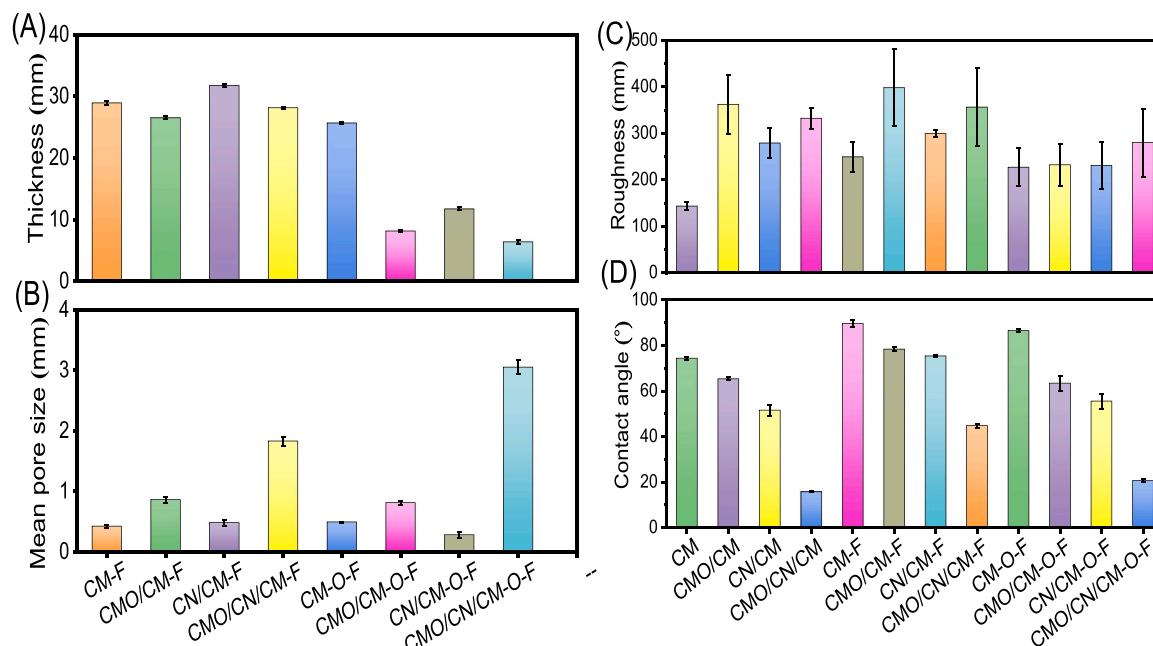 (A)
Thickness (mm)
40
30
20
10
0
(B)
Mean pore size (mm)
4
3
2
1
0
CM-F
CMO/CM-F
CN/CM-F
CMO/CN/CM-F
CM-O-F
CMO/CM-O-F
CN/CM-O-F
CMO/CN/CM-O-F
--
(C)
Roughness (mm)
500
400
300
200
100
0
(D)
Contact angle (°)
100
80
60
40
20
0
CM
CMO/CM
CN/CM
CMO/CN/CM
CM-F
CMO/CM-F
CN/CM-F
CMO/CN/CM-F
CM-O-F
CMO/CM-O-F
CN/CM-O-F
CMO/CN/CM-O-F